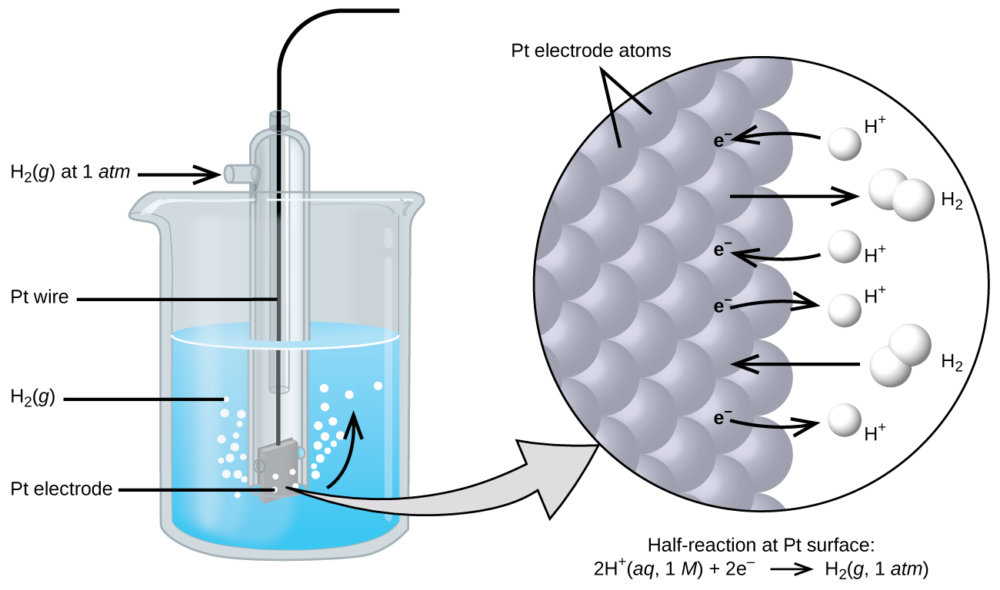 Pt electrode atoms
H₂(g) at 1 atm
Pt wire
H₂(g)
Pt electrode
e⁻
H⁺
H₂
e⁻
H⁺
e⁻
H⁺
H₂
e⁻
H⁺
Half-reaction at Pt surface:
2H⁺(aq, 1 M) + 2e⁻ ⟶ H₂(g, 1 atm)